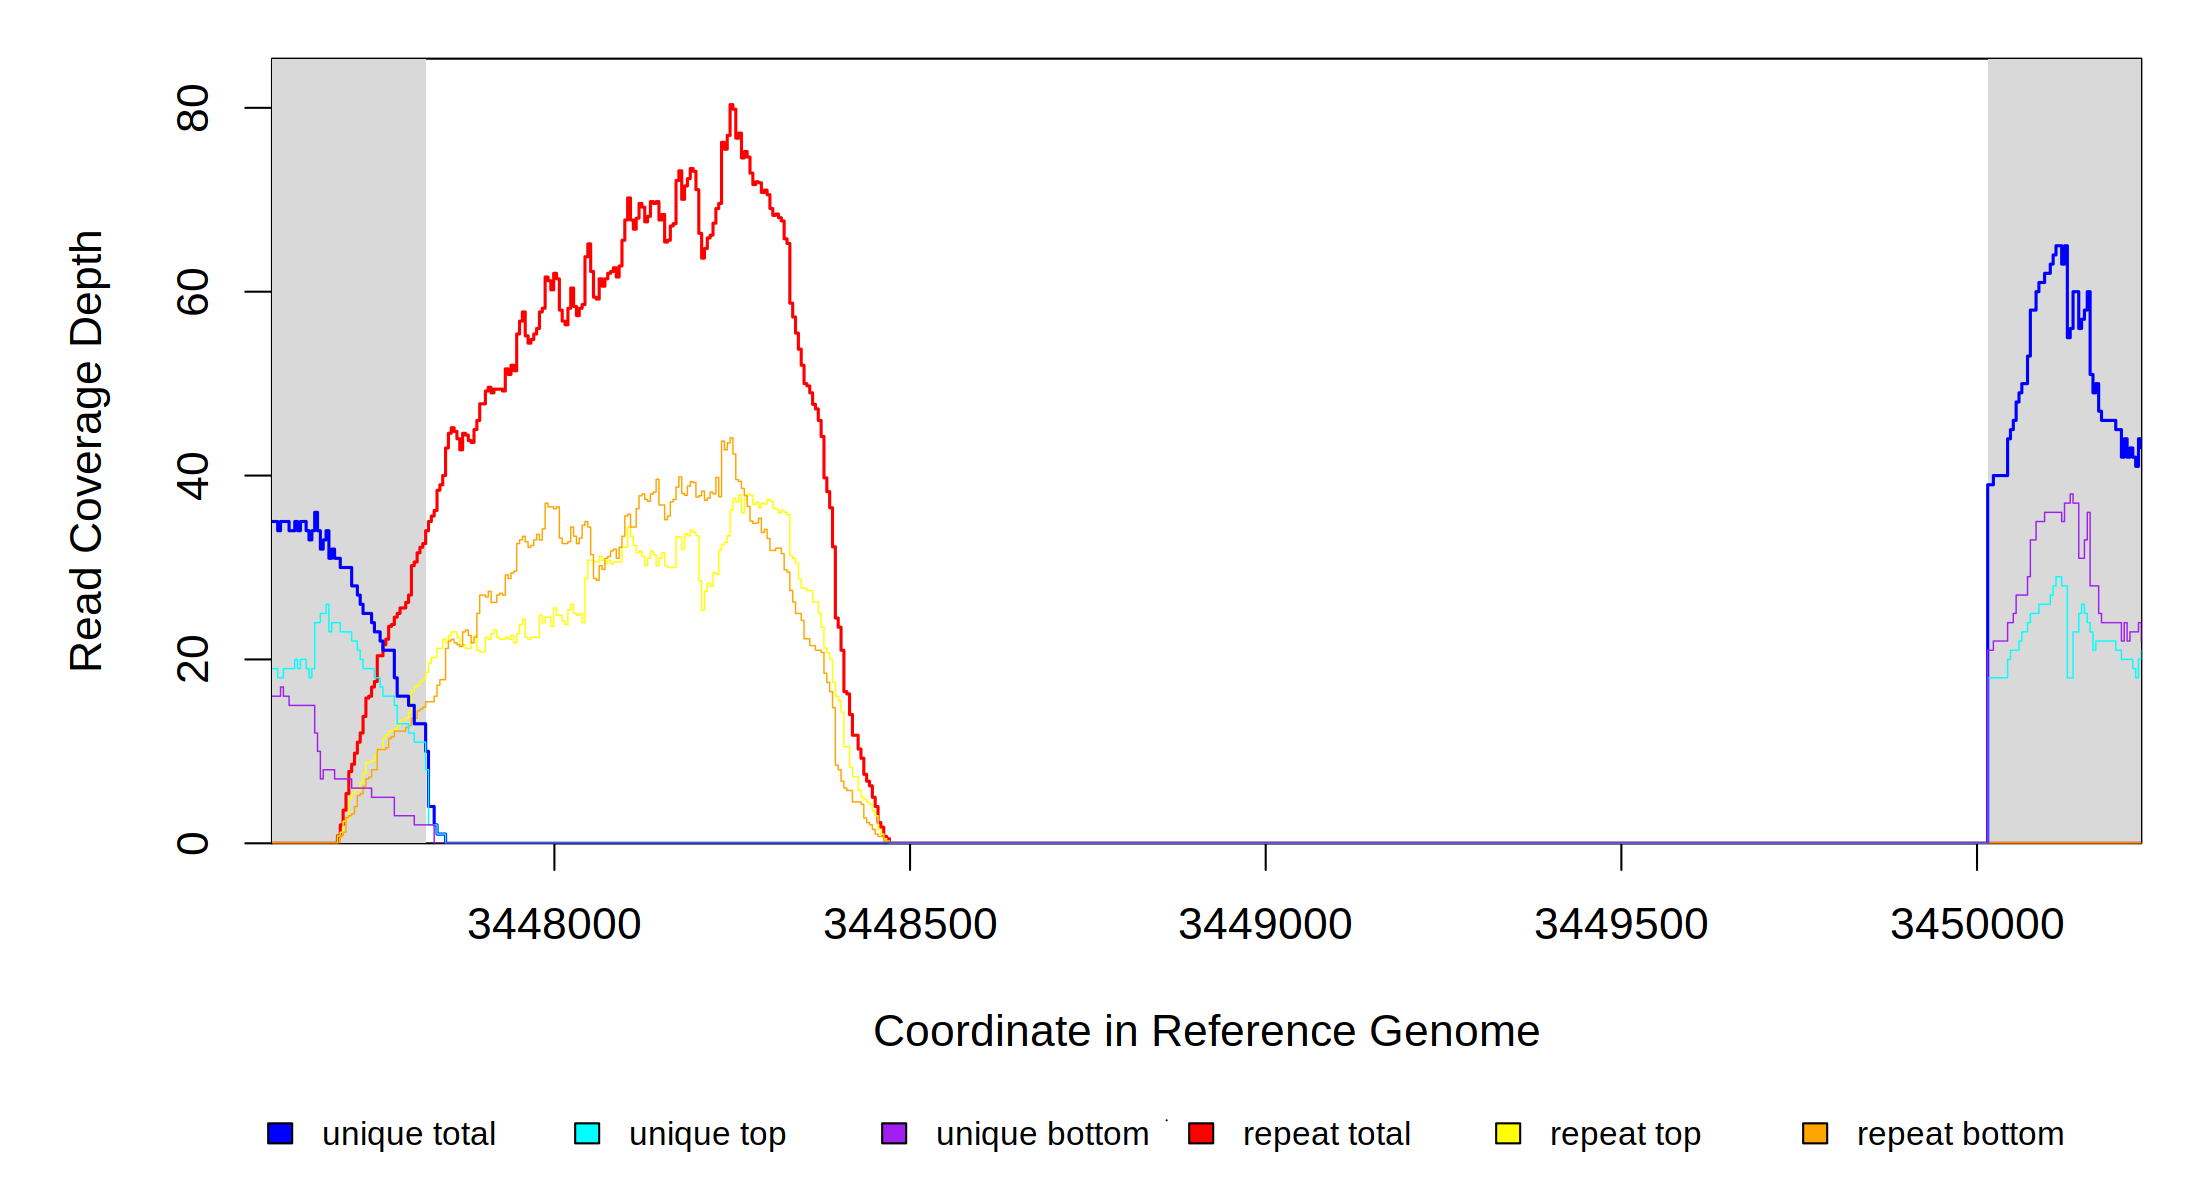 Read Coverage Depth
80
60
40
20
0
3448000 3448500 3449000 3449500 3450000
Coordinate in Reference Genome
unique total unique top unique bottom repeat total repeat top repeat bottom